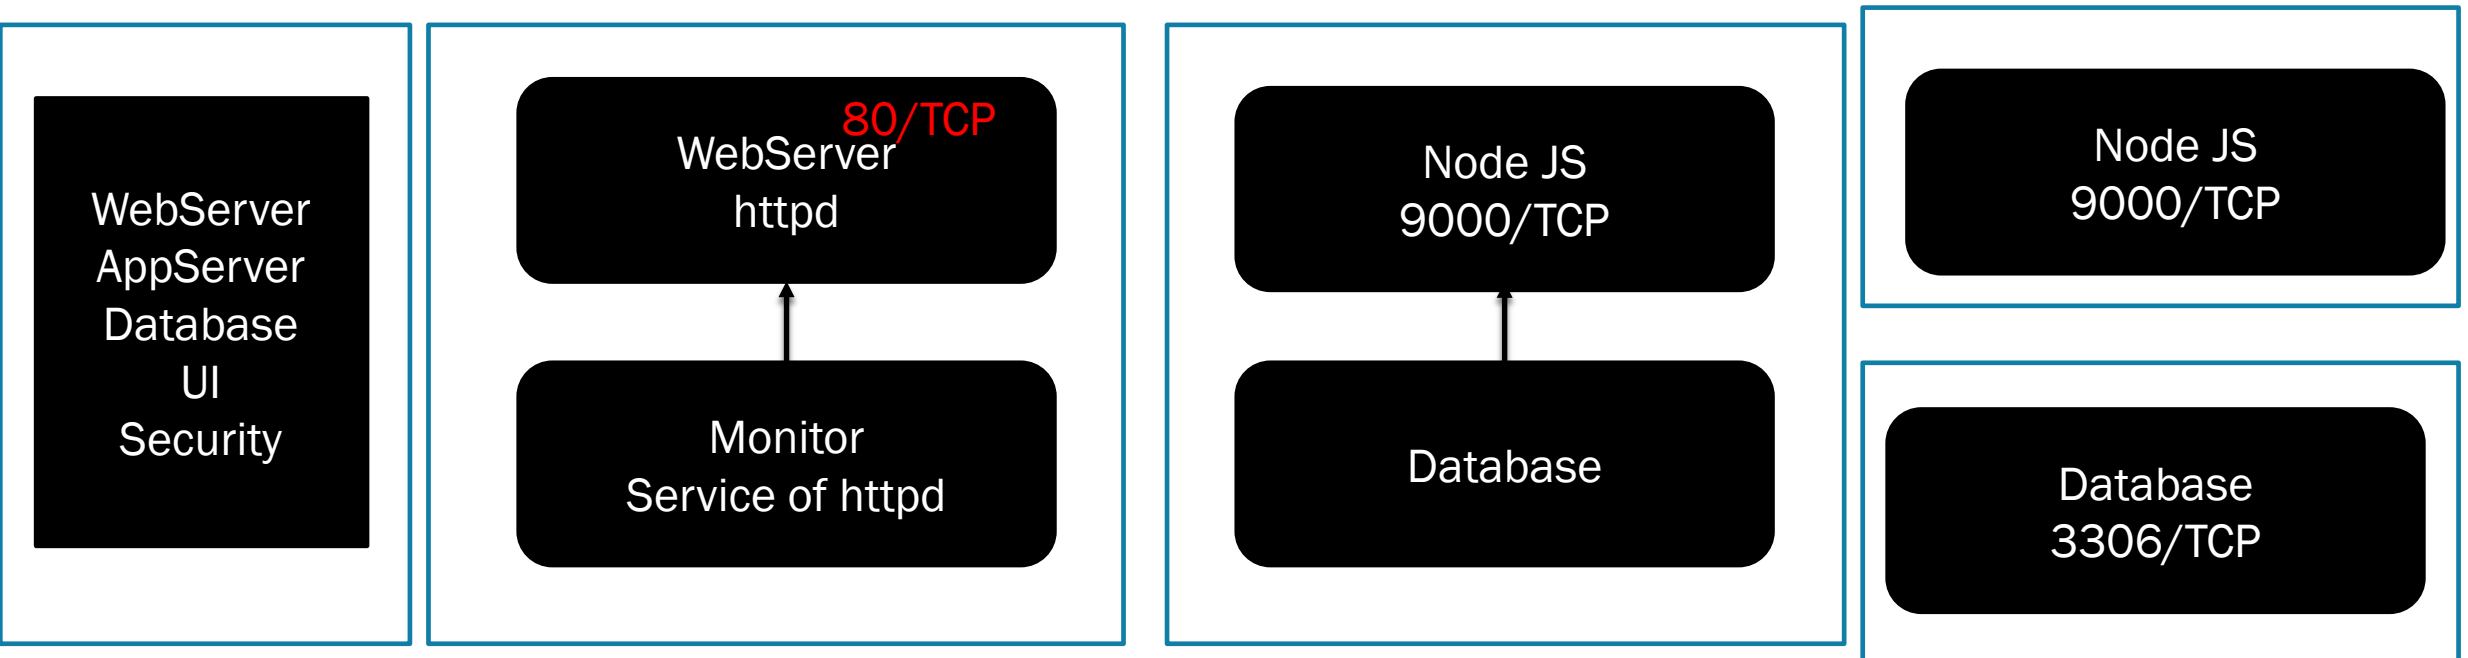 WebServer
AppServer
Database
UI
Security
80/TCP
WebServer
httpd
Monitor
Service of httpd
Node JS
9000/TCP
Database
Node JS
9000/TCP
Database
3306/TCP